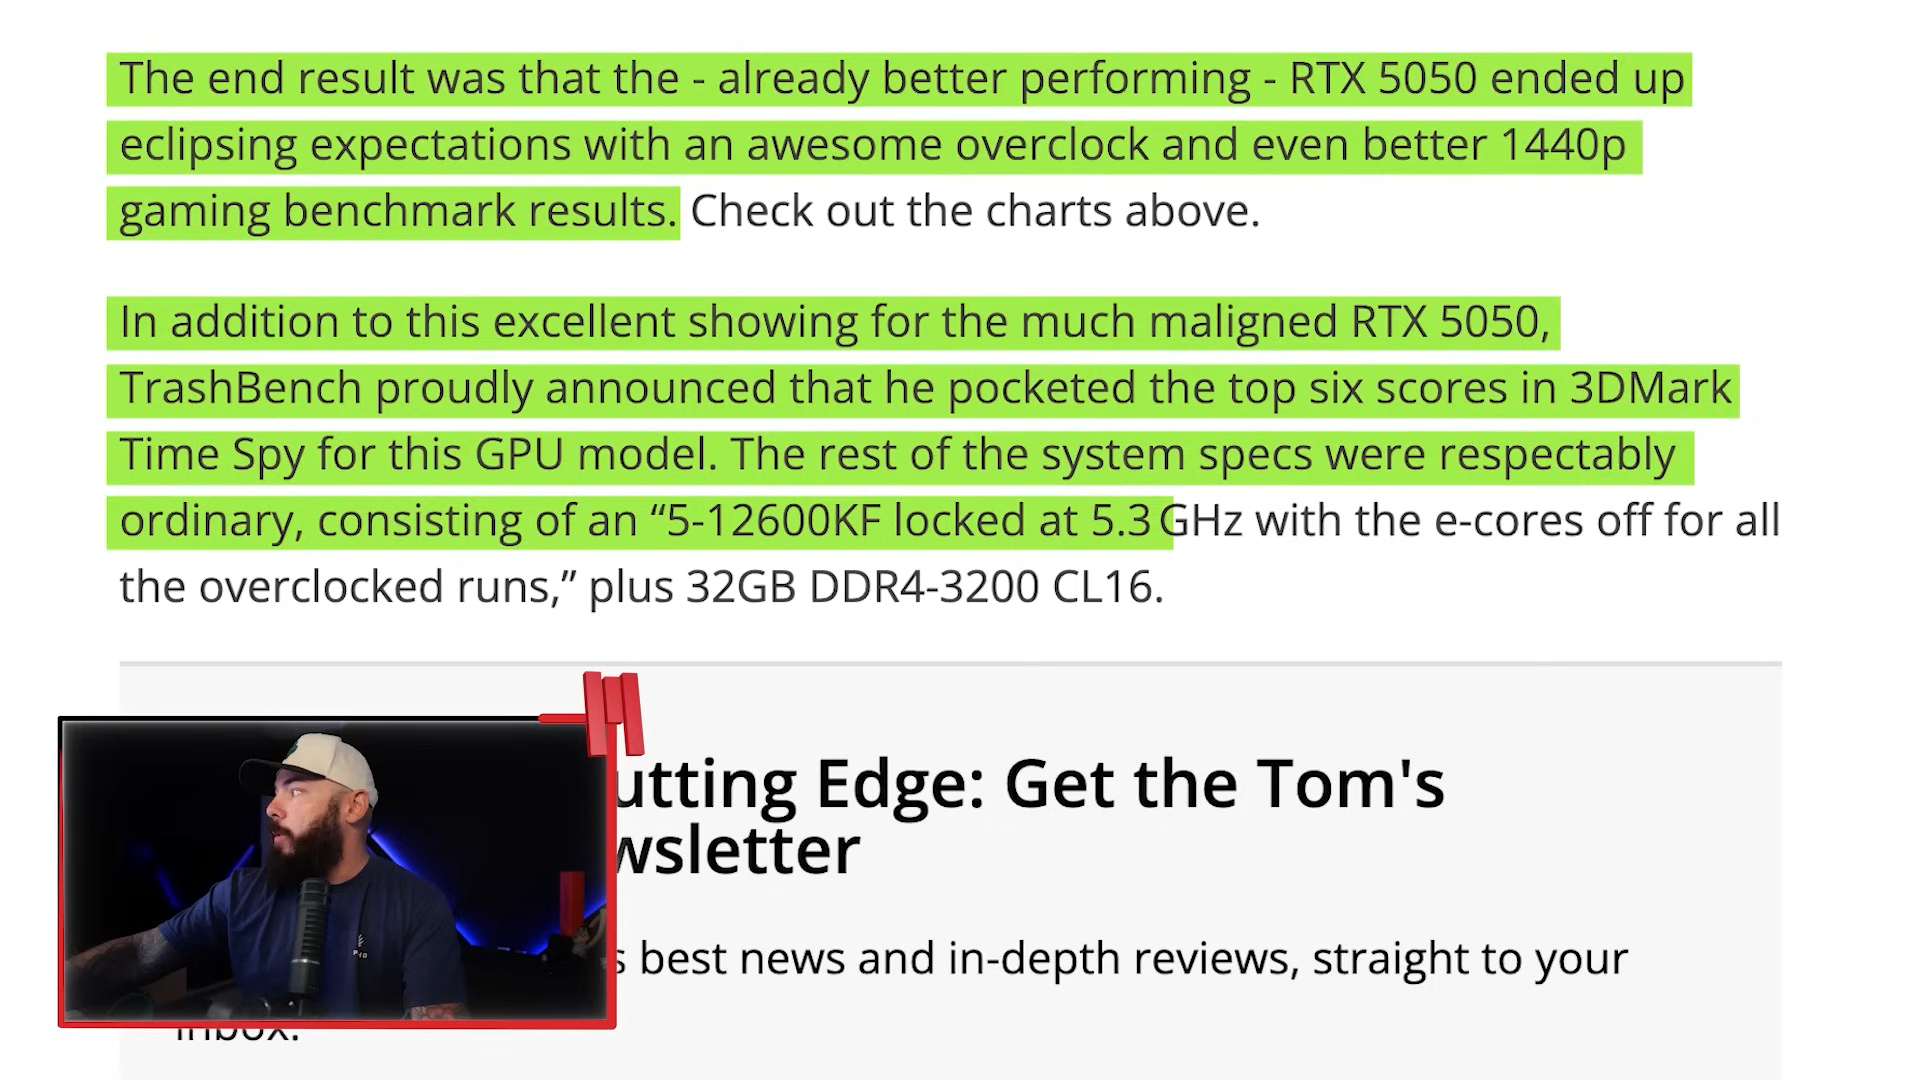 The end result was that the - already better performing - RTX 5050 ended up
eclipsing expectations with an awesome overclock and even better 1440p
gaming benchmark results. Check out the charts above.
In addition to this excellent showing for the much maligned RTX 5050,
TrashBench proudly announced that he pocketed the top six scores in 3DMark
Time Spy for this GPU model. The rest of the system specs were respectably
ordinary, consisting of an “5-12600KF locked at 5.3 GHz with the e-cores off for all
the overclocked runs,” plus 32GB DDR4-3200 CL16.
utting Edge: Get the Tom's
wsletter
s best news and in-depth reviews, straight to your
inbox.